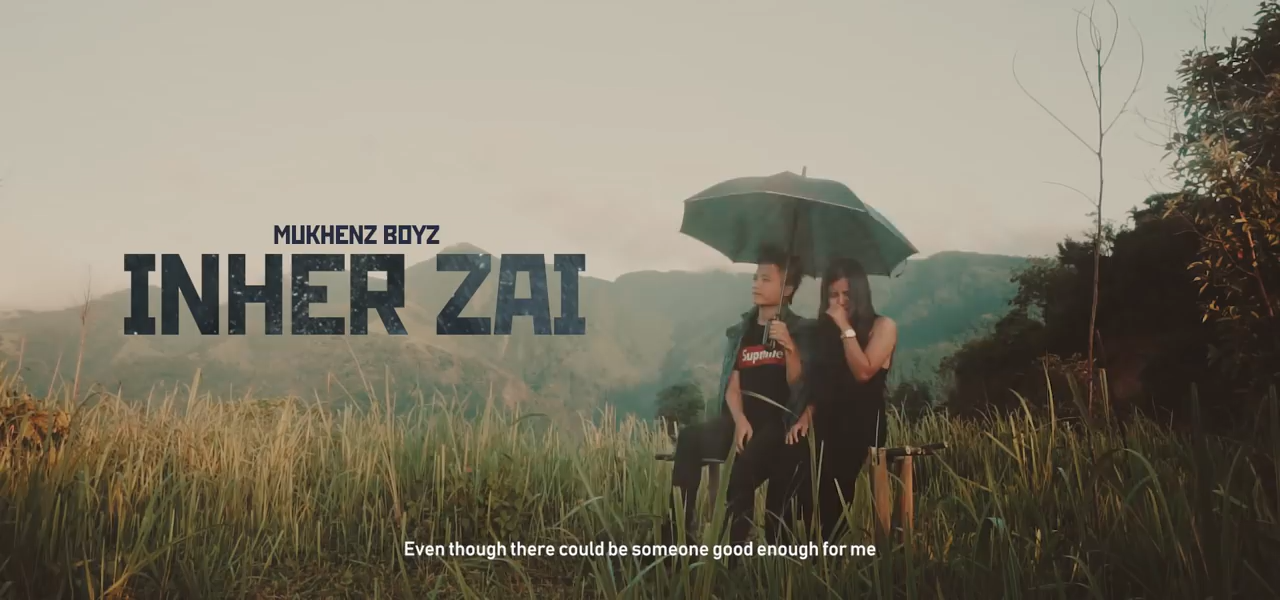 MUKHENZ BOYZ
INHER ZAI
Supreme
Even though there could be someone good enough for me